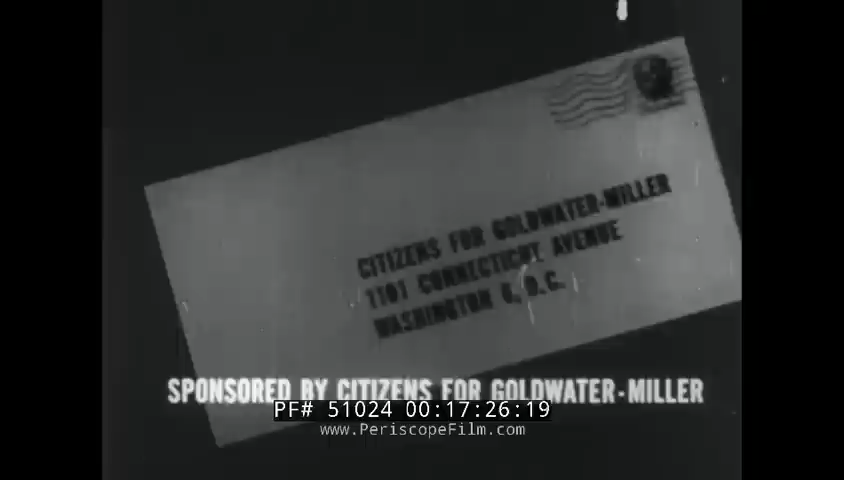 CITIZENS FOR GOLDWATER-MILLER
1101 CONNECTICUT AVENUE
WASHINGTON 6, D.C.
SPONSORED BY CITIZENS FOR GOLDWATER-MILLER
PF# 51024 00:17:26:19
www.PeriscopeFilm.com